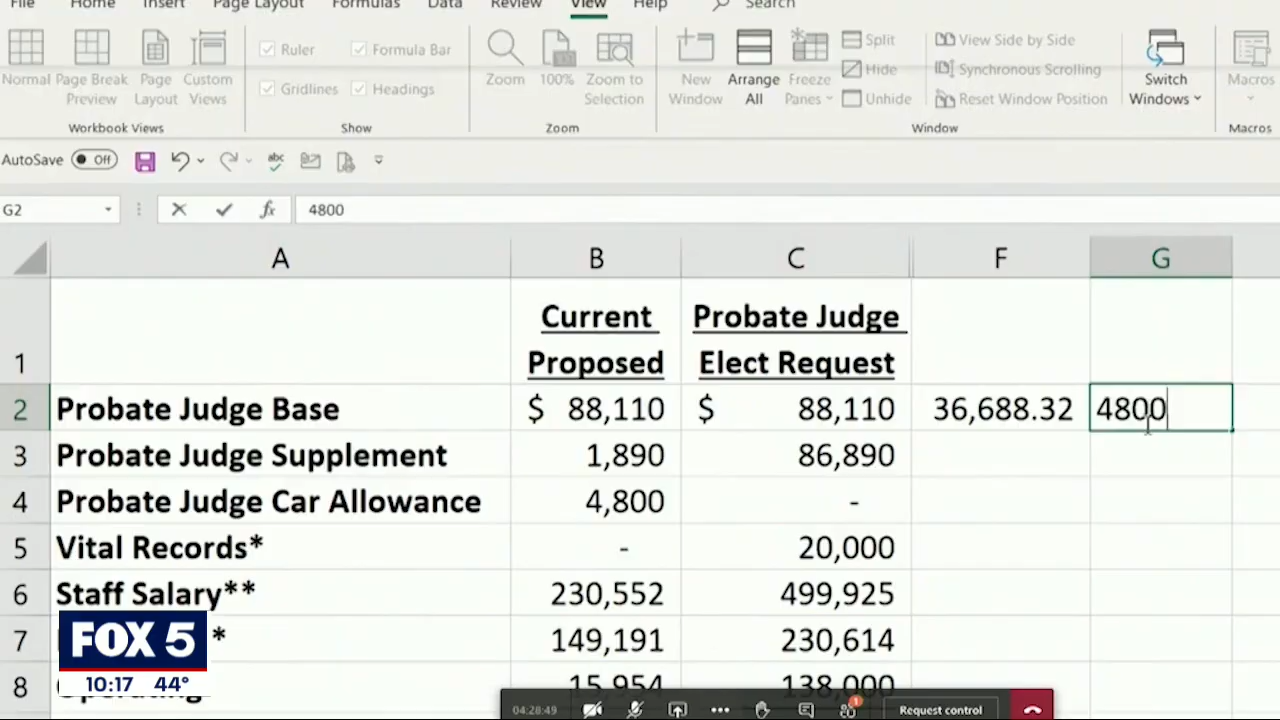 File Home Insert Page Layout Formulas Data Review View Help Search
Normal Page Break Preview Page Layout Custom Views
Workbook Views
Ruler Formula Bar
Gridlines Headings
Show
Zoom 100% Zoom to Selection
Zoom
New Window Arrange All Freeze Panes
Split
Hide
Unhide
View Side by Side
Synchronous Scrolling
Reset Window Position
Window
Switch Windows
Macros
Macros
AutoSave Off abc
G2 fx 4800
A B C F G
1 Current Proposed Probate Judge Elect Request
2 Probate Judge Base $ 88,110 $ 88,110 36,688.32 4800
3 Probate Judge Supplement 1,890 86,890
4 Probate Judge Car Allowance 4,800 -
5 Vital Records* - 20,000
6 Staff Salary** 230,552 499,925
7 * 149,191 230,614
8 Operating 15,954 138,000
FOX 5
10:17 44°
04:28:49 1 Request control